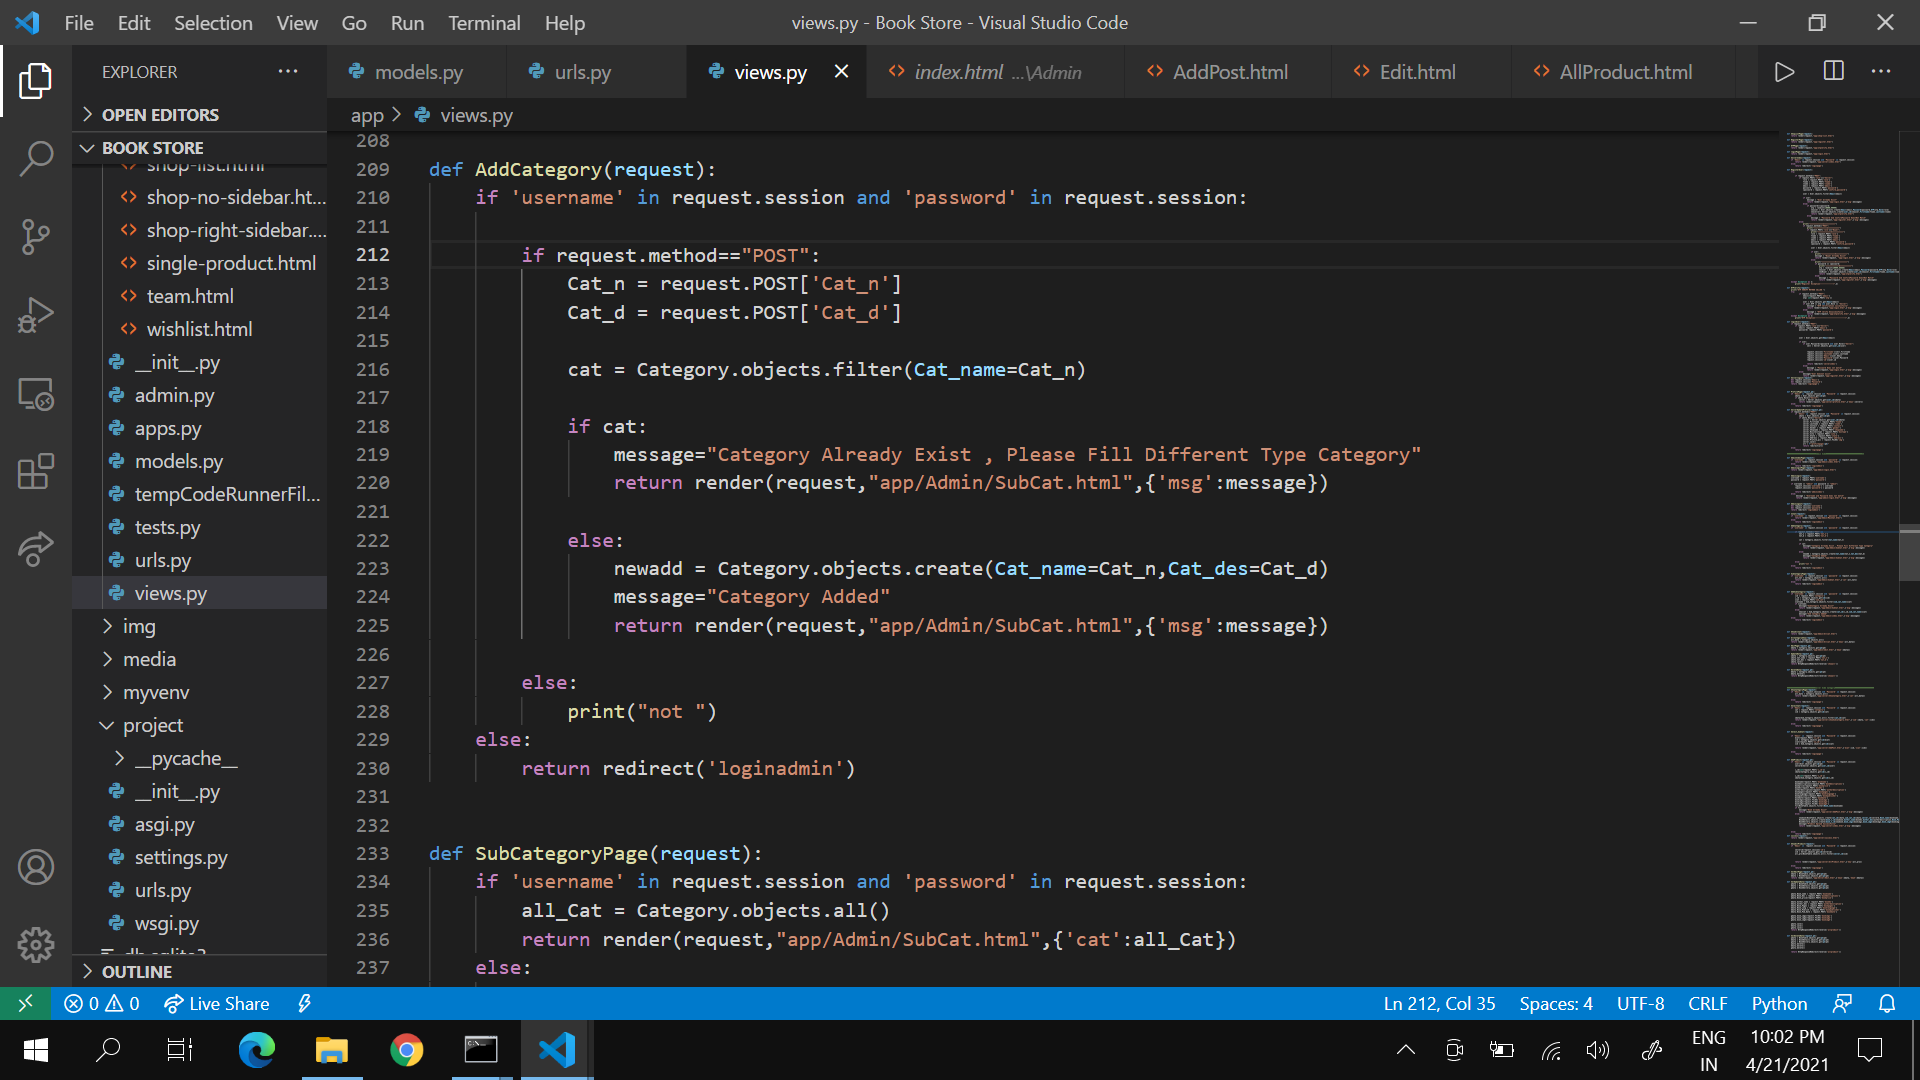 File Edit Selection View Go Run Terminal Help
views.py - Book Store - Visual Studio Code
EXPLORER
models.py
urls.py
views.py
index.html ...\Admin
AddPost.html
Edit.html
AllProduct.html
OPEN EDITORS
app > views.py
BOOK STORE
shop-list.html
shop-no-sidebar.ht...
shop-right-sidebar....
single-product.html
team.html
wishlist.html
__init__.py
admin.py
apps.py
models.py
tempCodeRunnerFil...
tests.py
urls.py
views.py
img
media
myvenv
project
__pycache__
__init__.py
asgi.py
settings.py
urls.py
wsgi.py
db.sqlite3
OUTLINE
208
209 def AddCategory(request):
210 if 'username' in request.session and 'password' in request.session:
211
212 if request.method=="POST":
213 Cat_n = request.POST['Cat_n']
214 Cat_d = request.POST['Cat_d']
215
216 cat = Category.objects.filter(Cat_name=Cat_n)
217
218 if cat:
219 message="Category Already Exist , Please Fill Different Type Category"
220 return render(request,"app/Admin/SubCat.html",{'msg':message})
221
222 else:
223 newadd = Category.objects.create(Cat_name=Cat_n,Cat_des=Cat_d)
224 message="Category Added"
225 return render(request,"app/Admin/SubCat.html",{'msg':message})
226
227 else:
228 print("not ")
229 else:
230 return redirect('loginadmin')
231
232
233 def SubCategoryPage(request):
234 if 'username' in request.session and 'password' in request.session:
235 all_Cat = Category.objects.all()
236 return render(request,"app/Admin/SubCat.html",{'cat':all_Cat})
237 else:
0 0 Live Share
Ln 212, Col 35 Spaces: 4 UTF-8 CRLF Python
ENG
IN
10:02 PM
4/21/2021